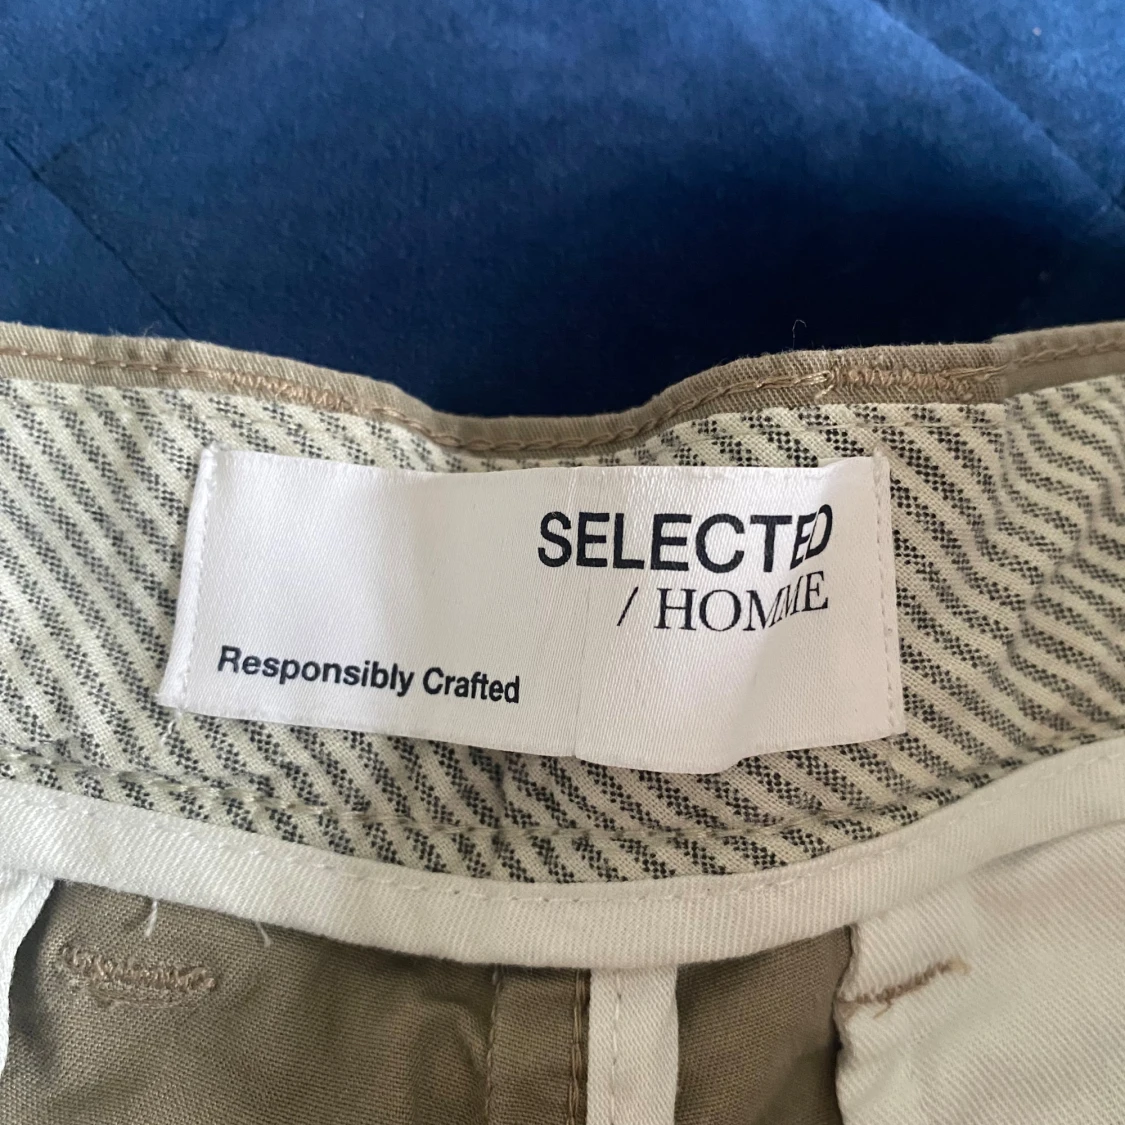 SELECTED
/ HOMME
Responsibly Crafted